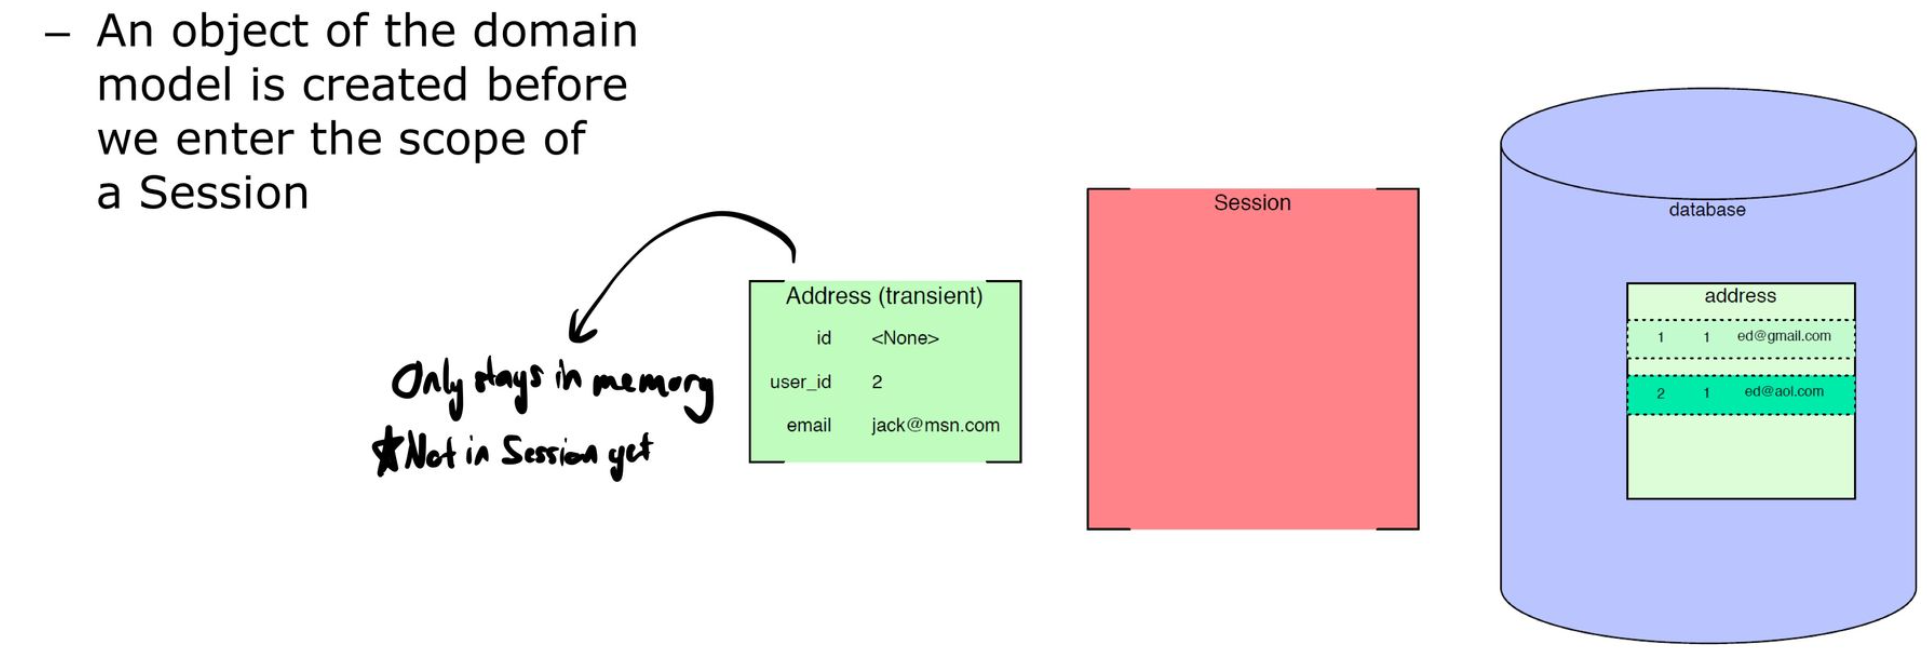 – An object of the domain
model is created before
we enter the scope of
a Session
Only stays in memory
★Not in Session yet
Address (transient)
id <None>
user_id 2
email jack@msn.com
Session
database
address
1 1 ed@gmail.com
2 1 ed@aol.com